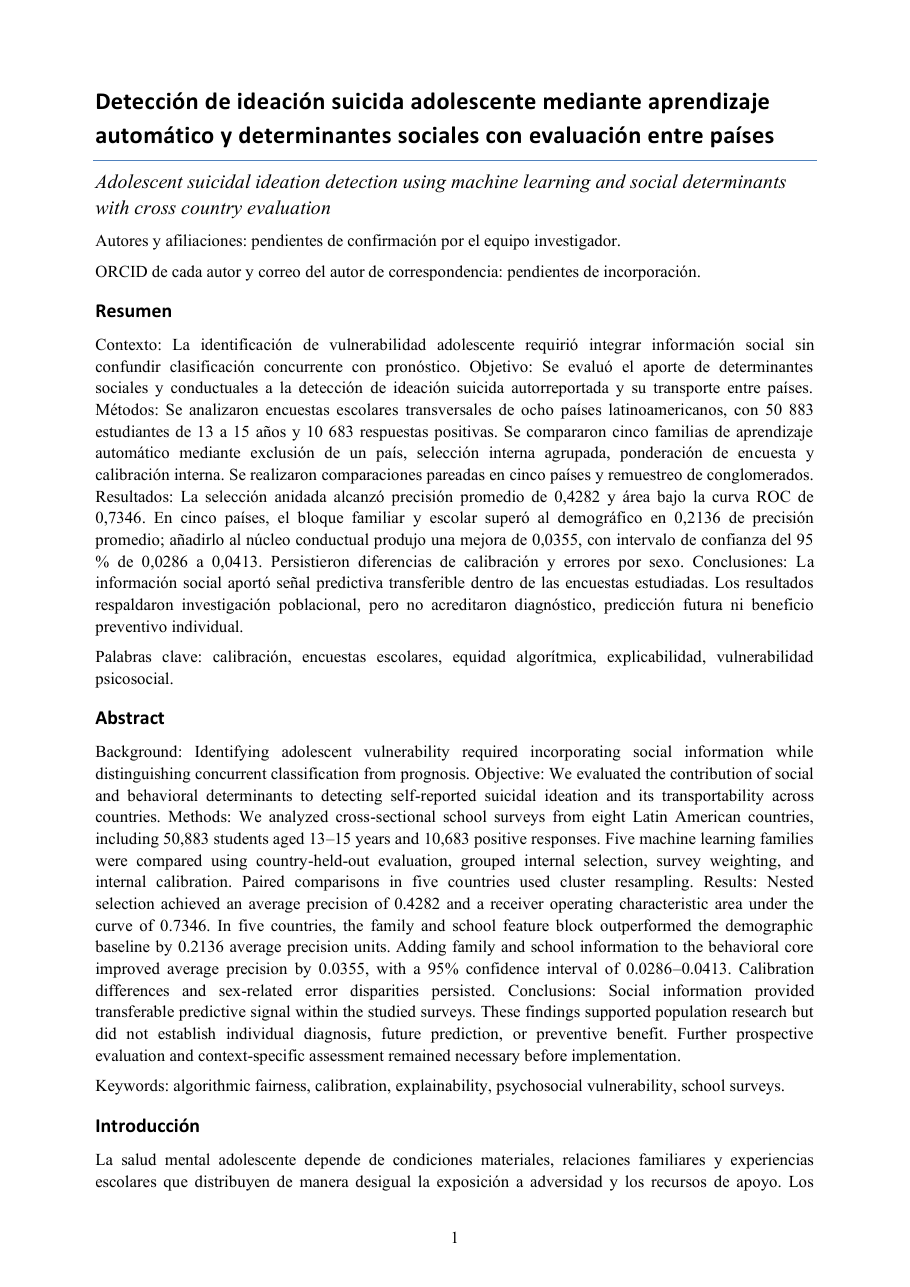 Detección de ideación suicida adolescente mediante aprendizaje
automático y determinantes sociales con evaluación entre países
Adolescent suicidal ideation detection using machine learning and social determinants
with cross country evaluation
Autores y afiliaciones: pendientes de confirmación por el equipo investigador.
ORCID de cada autor y correo del autor de correspondencia: pendientes de incorporación.
Resumen
Contexto: La identificación de vulnerabilidad adolescente requirió integrar información social sin
confundir clasificación concurrente con pronóstico. Objetivo: Se evaluó el aporte de determinantes
sociales y conductuales a la detección de ideación suicida autorreportada y su transporte entre países.
Métodos: Se analizaron encuestas escolares transversales de ocho países latinoamericanos, con 50 883
estudiantes de 13 a 15 años y 10 683 respuestas positivas. Se compararon cinco familias de aprendizaje
automático mediante exclusión de un país, selección interna agrupada, ponderación de encuesta y
calibración interna. Se realizaron comparaciones pareadas en cinco países y remuestreo de conglomerados.
Resultados: La selección anidada alcanzó precisión promedio de 0,4282 y área bajo la curva ROC de
0,7346. En cinco países, el bloque familiar y escolar superó al demográfico en 0,2136 de precisión
promedio; añadirlo al núcleo conductual produjo una mejora de 0,0355, con intervalo de confianza del 95
% de 0,0286 a 0,0413. Persistieron diferencias de calibración y errores por sexo. Conclusiones: La
información social aportó señal predictiva transferible dentro de las encuestas estudiadas. Los resultados
respaldaron investigación poblacional, pero no acreditaron diagnóstico, predicción futura ni beneficio
preventivo individual.
Palabras clave: calibración, encuestas escolares, equidad algorítmica, explicabilidad, vulnerabilidad
psicosocial.
Abstract
Background: Identifying adolescent vulnerability required incorporating social information while
distinguishing concurrent classification from prognosis. Objective: We evaluated the contribution of social
and behavioral determinants to detecting self-reported suicidal ideation and its transportability across
countries. Methods: We analyzed cross-sectional school surveys from eight Latin American countries,
including 50,883 students aged 13–15 years and 10,683 positive responses. Five machine learning families
were compared using country-held-out evaluation, grouped internal selection, survey weighting, and
internal calibration. Paired comparisons in five countries used cluster resampling. Results: Nested
selection achieved an average precision of 0.4282 and a receiver operating characteristic area under the
curve of 0.7346. In five countries, the family and school feature block outperformed the demographic
baseline by 0.2136 average precision units. Adding family and school information to the behavioral core
improved average precision by 0.0355, with a 95% confidence interval of 0.0286–0.0413. Calibration
differences and sex-related error disparities persisted. Conclusions: Social information provided
transferable predictive signal within the studied surveys. These findings supported population research but
did not establish individual diagnosis, future prediction, or preventive benefit. Further prospective
evaluation and context-specific assessment remained necessary before implementation.
Keywords: algorithmic fairness, calibration, explainability, psychosocial vulnerability, school surveys.
Introducción
La salud mental adolescente depende de condiciones materiales, relaciones familiares y experiencias
escolares que distribuyen de manera desigual la exposición a adversidad y los recursos de apoyo. Los
1